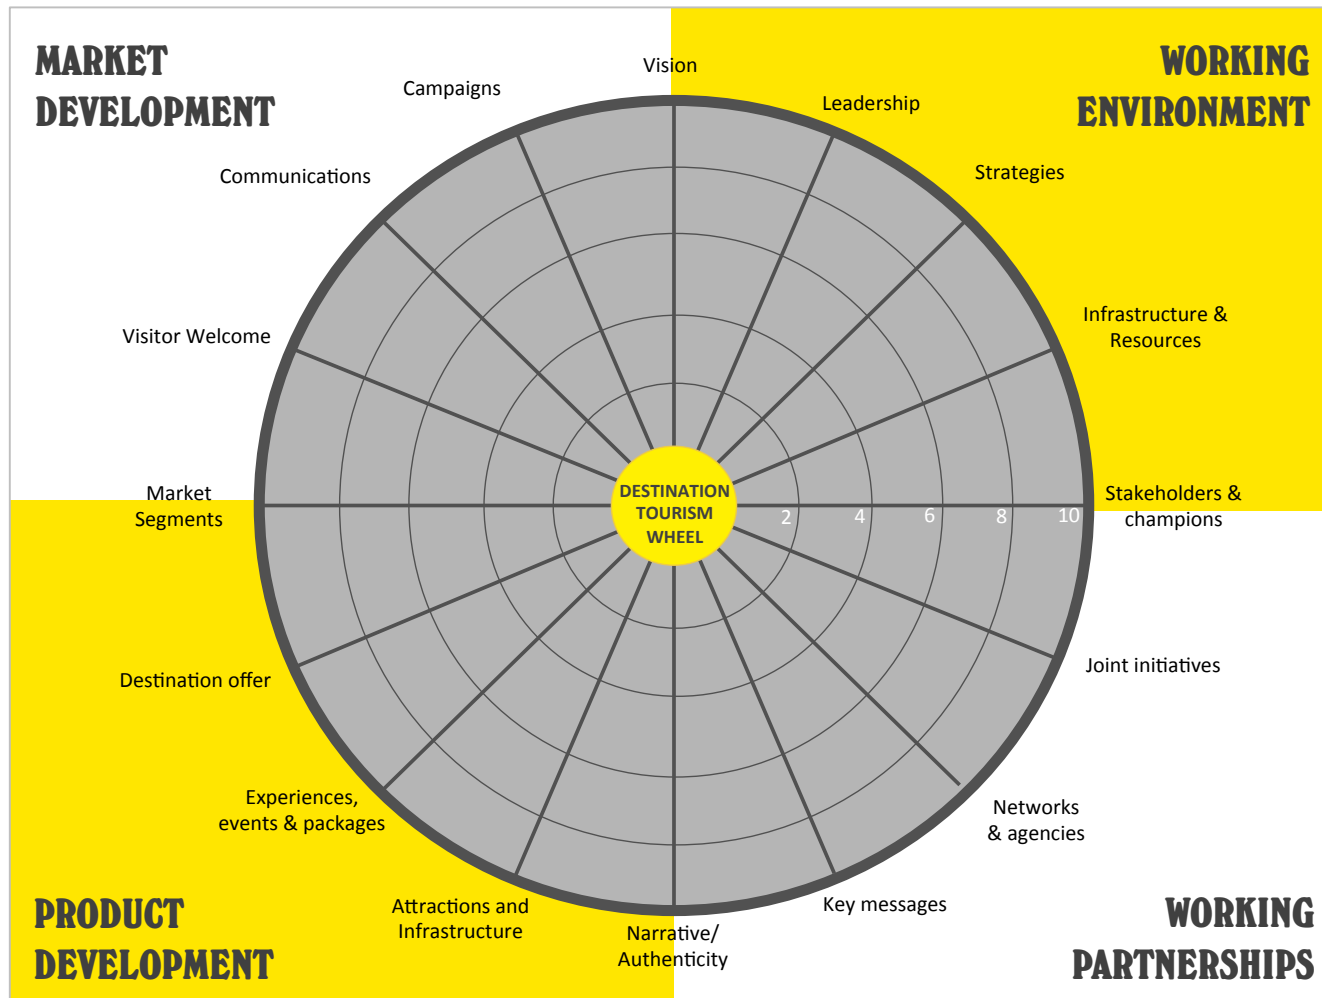 MARKET
DEVELOPMENT
WORKING
ENVIRONMENT
Vision
Campaigns
Leadership
Communications
Strategies
Visitor Welcome
Infrastructure &
Resources
Market
Segments
DESTINATION
TOURISM
WHEEL
2 4 6 8 10
Stakeholders &
champions
Destination offer
Joint initiatives
Experiences,
events & packages
Networks
& agencies
Attractions and
Infrastructure
Key messages
Narrative/
Authenticity
PRODUCT
DEVELOPMENT
WORKING
PARTNERSHIPS